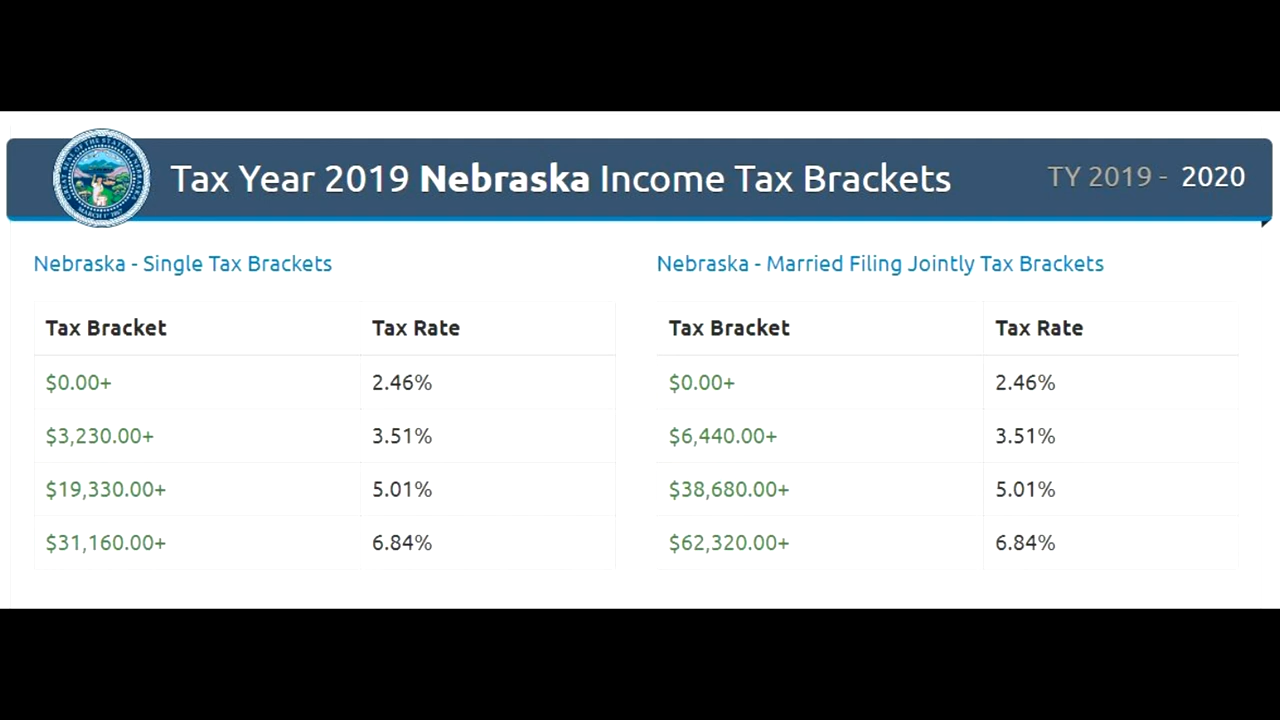 Tax Year 2019 Nebraska Income Tax Brackets TY 2019 - 2020
Nebraska - Single Tax Brackets
Tax Bracket Tax Rate
$0.00+ 2.46%
$3,230.00+ 3.51%
$19,330.00+ 5.01%
$31,160.00+ 6.84%
Nebraska - Married Filing Jointly Tax Brackets
Tax Bracket Tax Rate
$0.00+ 2.46%
$6,440.00+ 3.51%
$38,680.00+ 5.01%
$62,320.00+ 6.84%